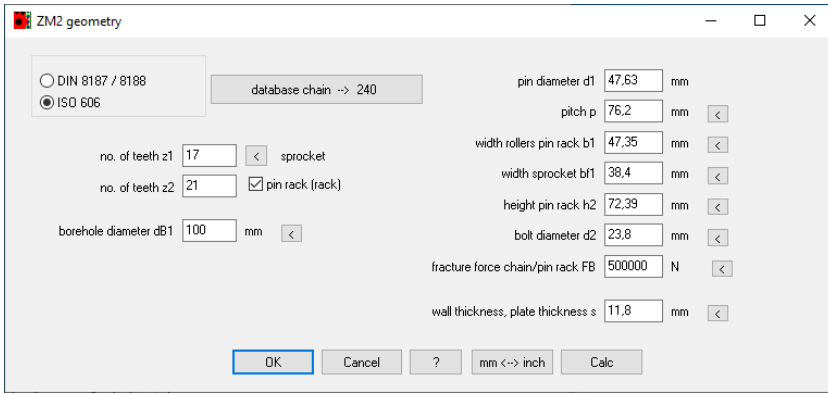 ZM2 geometry
DIN 8187 / 8188
ISO 606
database chain --> 240
no. of teeth z1 17 < sprocket
no. of teeth z2 21 pin rack (rack)
borehole diameter dB1 100 mm <
pin diameter d1 47,63 mm
pitch p 76,2 mm <
width rollers pin rack b1 47,35 mm <
width sprocket bf1 38,4 mm <
height pin rack h2 72,39 mm <
bolt diameter d2 23,8 mm <
fracture force chain/pin rack FB 500000 N <
wall thickness, plate thickness s 11,8 mm <
OK Cancel ? mm <--> inch Calc